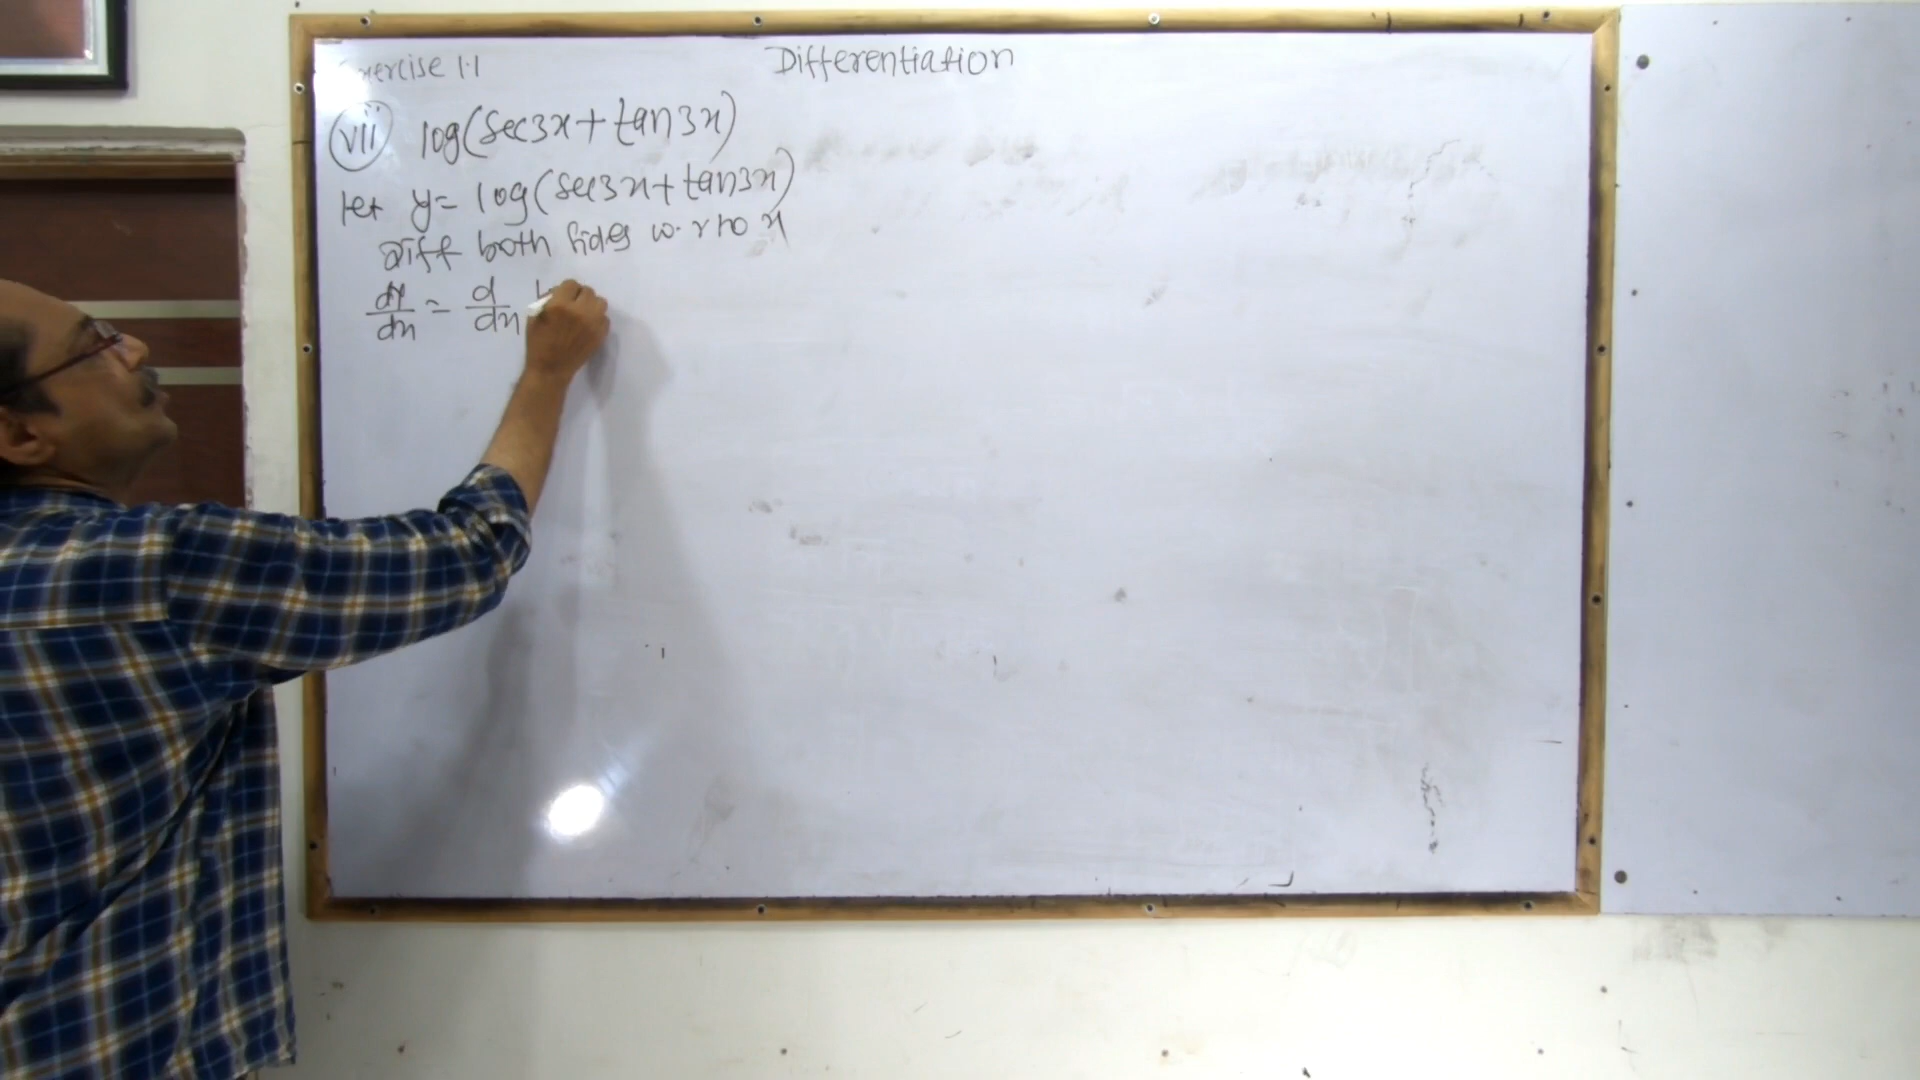 Exercise 1.1
Differentiation
(vii) log(sec3x+tan3x)
let y= log(sec3x+tan3x)
Diff both sides w.r to x
dy/dx = d/dx